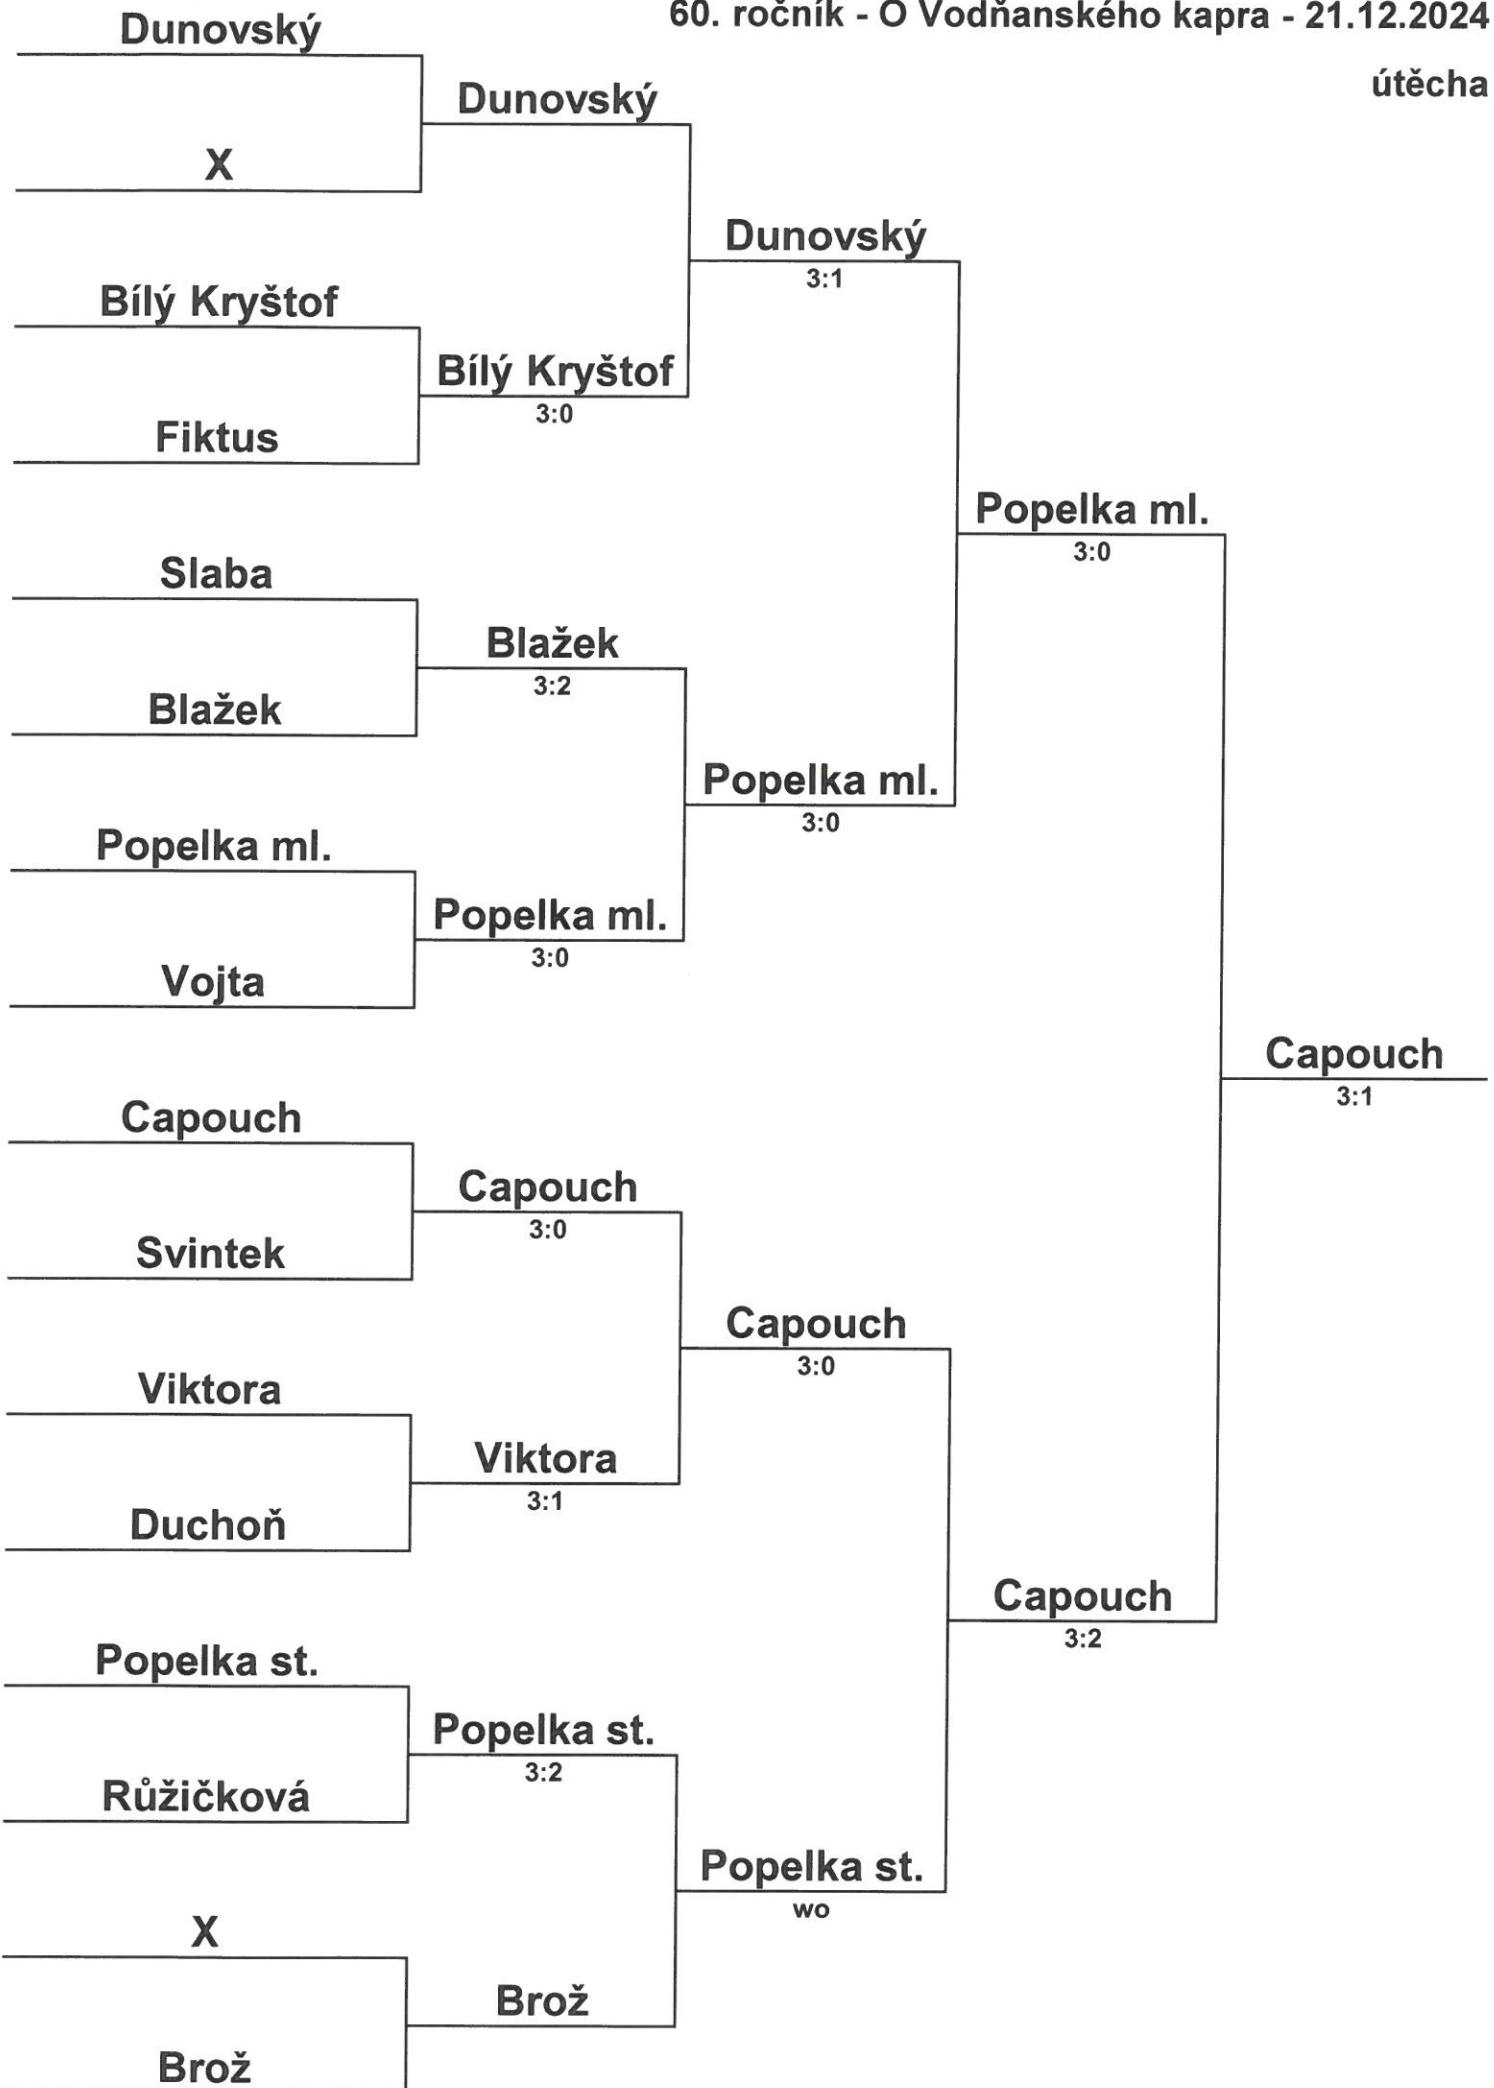 60. ročník - O Vodňanského kapra - 21.12.2024
útěcha
Dunovský
Dunovský
X
Dunovský
3:1
Bílý Kryštof
Bílý Kryštof
3:0
Fiktus
Popelka ml.
3:0
Slaba
Blažek
3:2
Blažek
Popelka ml.
3:0
Popelka ml.
Popelka ml.
3:0
Vojta
Capouch
3:1
Capouch
Capouch
3:0
Svintek
Capouch
3:0
Viktora
Viktora
3:1
Duchoň
Capouch
3:2
Popelka st.
Popelka st.
3:2
Růžičková
Popelka st.
wo
X
Brož
Brož